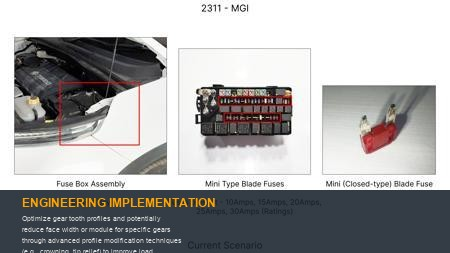 2311 - MGI
Fuse Box Assembly
Mini Type Blade Fuses
Mini (Closed-type) Blade Fuse
ENGINEERING IMPLEMENTATION
- 10Amps, 15Amps, 20Amps,
25Amps, 30Amps (Ratings)
Optimize gear tooth profiles and potentially
reduce face width or module for specific gears
through advanced profile modification techniques
(e.g., crowning, tip relief) to improve load
Current Scenario